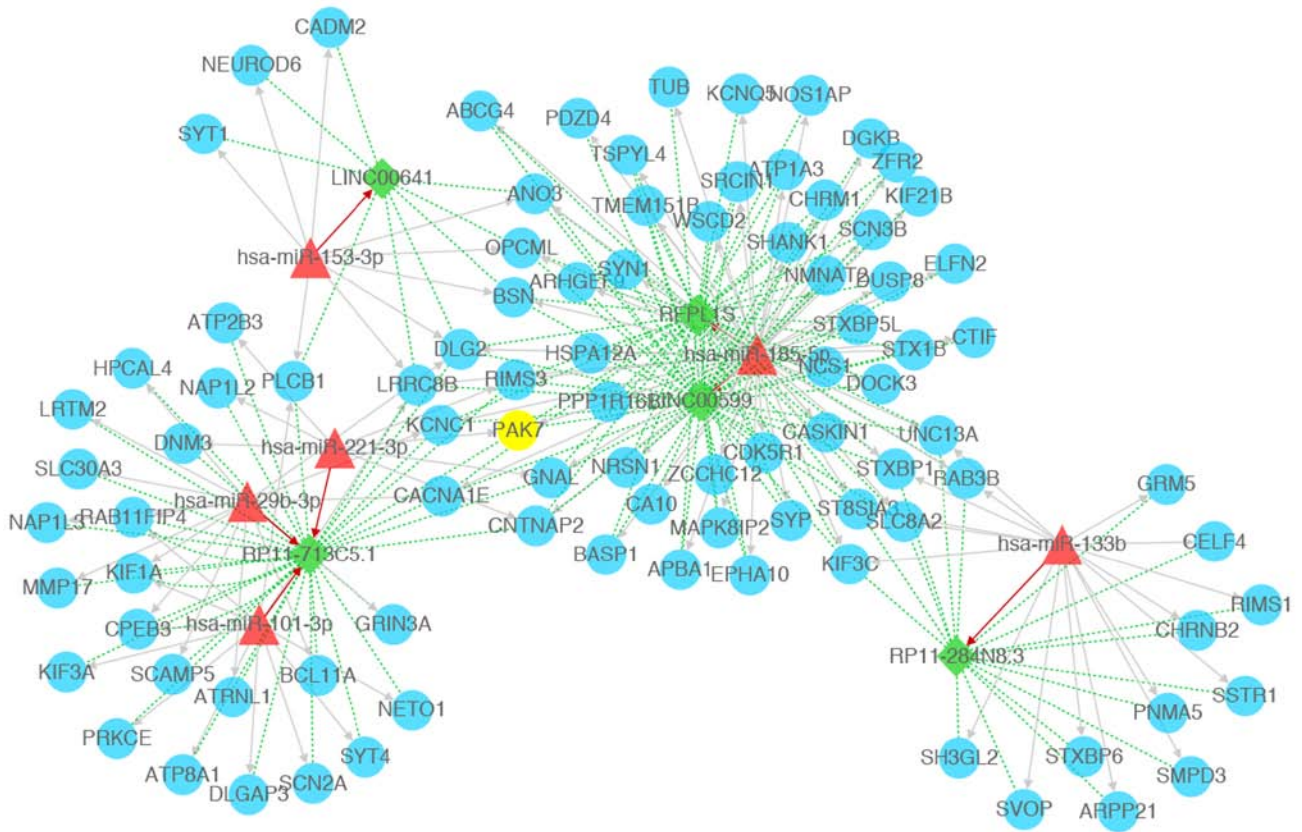 CADM2
NEUROD6
SYT1
LINC00641
hsa-miR-153-3p
ABCG4
PDZD4
TUB
KCNQ5
NOS1AP
TSPYL4
DGKB
ZFR2
ATP1A3
SRCIN1
KIF21B
CHRM1
ANO3
TMEM151B
WSCD2
SCN3B
SHANK1
OPCML
SYN1
NMNAT2
ELFN2
DUSP8
BSN
RFPL1S
STXBP5L
CTIF
STX1B
ATP2B3
DLG2
HSPA12A
hsa-miR-185-5p
NCS1
DOCK3
HPCAL4
NAP1L2
PLCB1
LRRC8B
RIMS3
PPP1R16B
LINC00599
LRTM2
KCNC1
PAK7
DNM3
hsa-miR-221-3p
CASKIN1
UNC13A
CDK5R1
SLC30A3
GNAL
NRSN1
ZCCHC12
STXBP1
RAB3B
GRM5
hsa-miR-29b-3p
CACNA1E
CA10
NAP1L3
RAB11FIP4
CNTNAP2
MAPK8IP2
SYP
ST8SIA3
SLC8A2
hsa-miR-133b
CELF4
RP11-713C5.1
BASP1
APBA1
EPHA10
KIF3C
MMP17
KIF1A
RIMS1
CPEB3
hsa-miR-101-3p
GRIN3A
CHRNB2
RP11-284N8.3
KIF3A
SCAMP5
BCL11A
ATRNL1
SSTR1
NETO1
PNMA5
PRKCE
SYT4
SH3GL2
STXBP6
ATP8A1
SCN2A
SMPD3
DLGAP3
SVOP
ARPP21